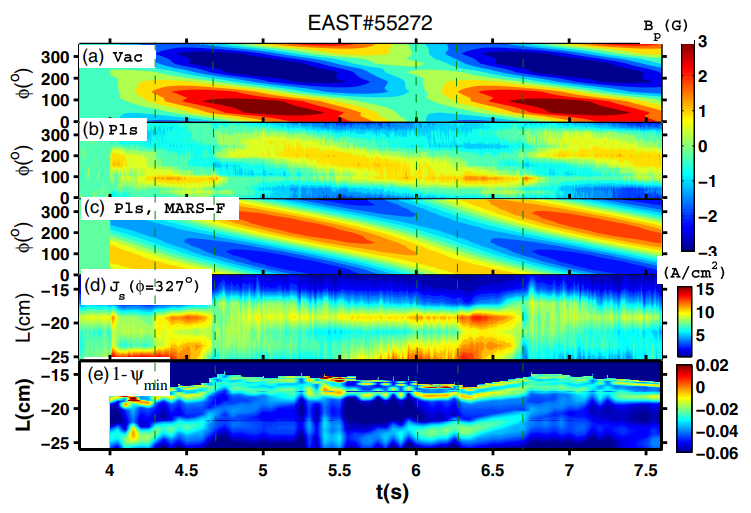 EAST#55272
B_p(G)
(a) Vac
300
200
100
0
ϕ(°)
3
2
1
0
−1
−2
−3
(b) Pls
300
200
100
0
ϕ(°)
(c) Pls, MARS-F
300
200
100
0
ϕ(°)
(A/cm²)
(d) J_s(ϕ=327°)
−15
−20
−25
L(cm)
15
10
5
(e) 1-ψ_min
−15
−20
−25
L(cm)
0.02
0
−0.02
−0.04
−0.06
4 4.5 5 5.5 6 6.5 7 7.5
t(s)